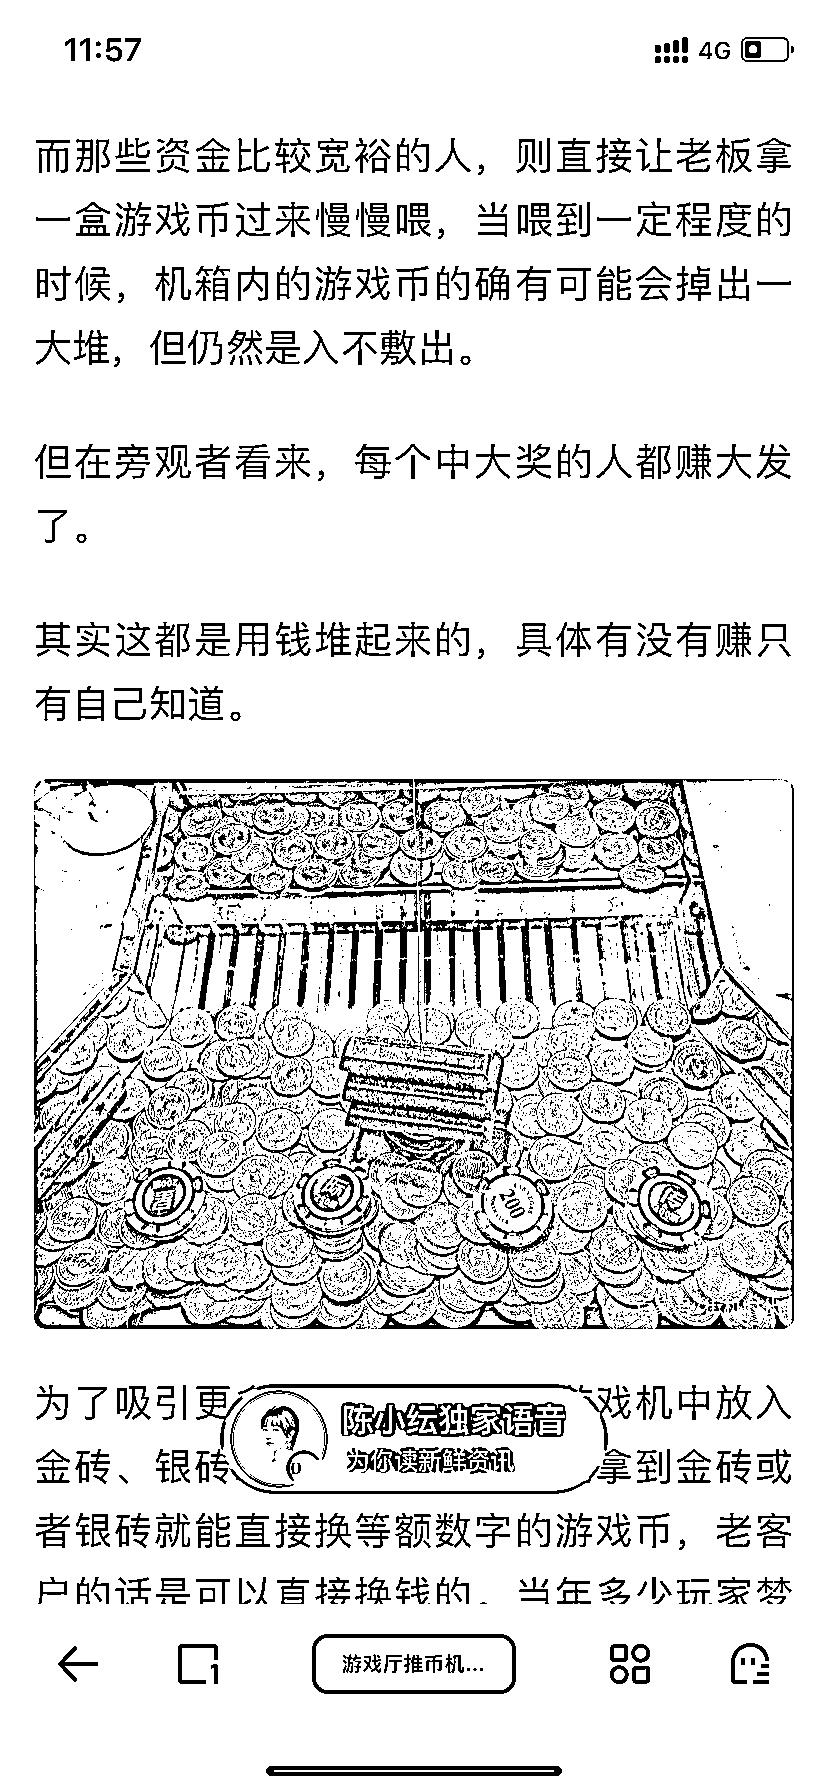 11:57
4G
而那些资金比较宽裕的人，则直接让老板拿
一盒游戏币过来慢慢喂，当喂到一定程度的
时候，机箱内的游戏币的确有可能会掉出一
大堆，但仍然是入不敷出。
但在旁观者看来，每个中大奖的人都赚大发
了。
其实这都是用钱堆起来的，具体有没有赚只
有自己知道。
200
为了吸引更
戏机中放入
陈小纭独家语音
为你读新鲜资讯
金砖、银砖
拿到金砖或
者银砖就能直接换等额数字的游戏币，老客
户的话是可以直接换钱的。当年多少玩家梦
1
游戏厅推币机...